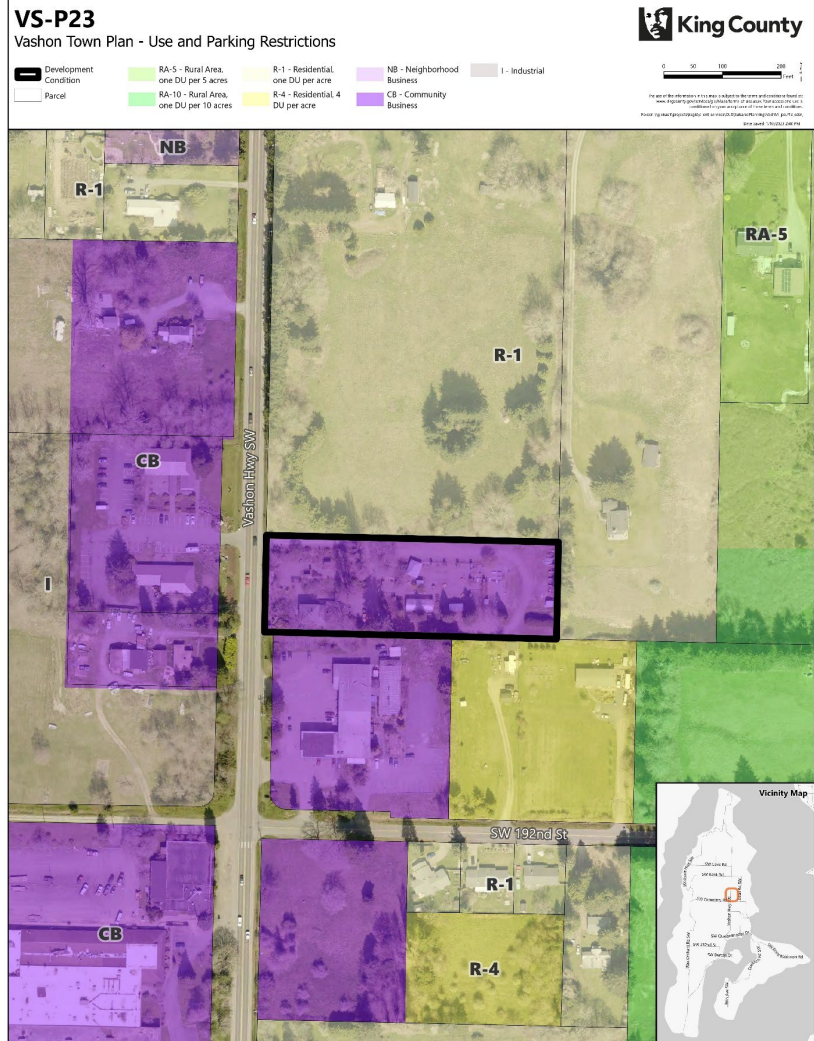 VS-P23
Vashon Town Plan - Use and Parking Restrictions
King County
Development Condition
Parcel
RA-5 - Rural Area, one DU per 5 acres
RA-10 - Rural Area, one DU per 10 acres
R-1 - Residential, one DU per acre
R-4 - Residential, 4 DU per acre
NB - Neighborhood Business
CB - Community Business
I - Industrial
0 50 100 200
Feet
NB
R-1
RA-5
R-1
CB
Vashon Hwy SW
I
SW 192nd St
R-1
CB
R-4
Vicinity Map